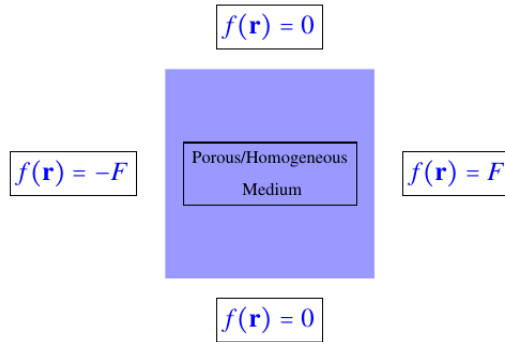 f(r) = 0
f(r) = −F
Porous/Homogeneous
Medium
f(r) = F
f(r) = 0